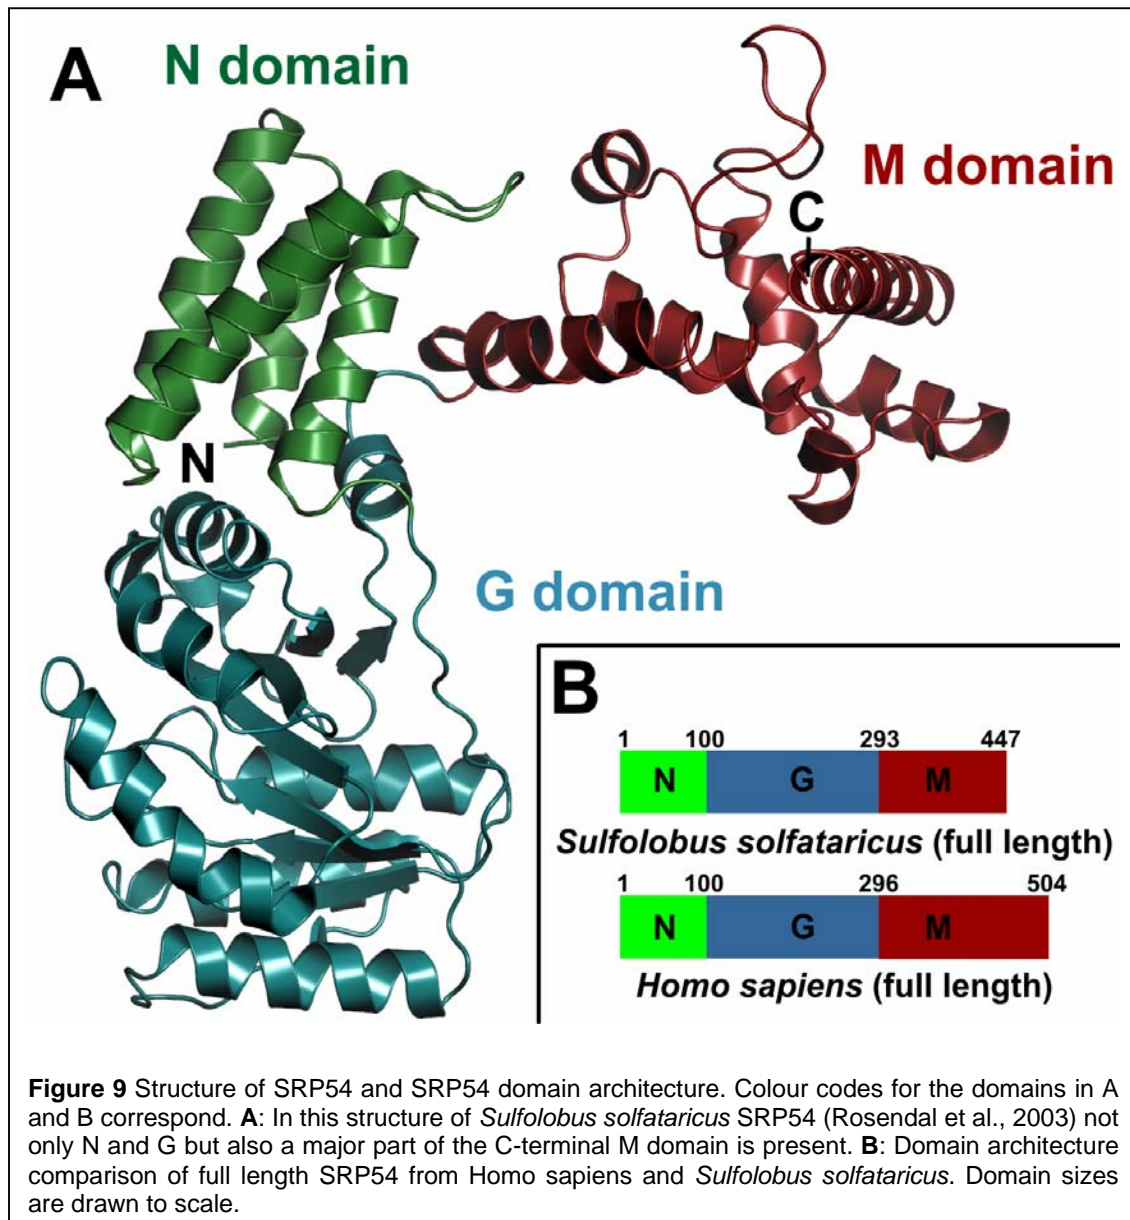 A
N domain
M domain
C
N
G domain
B
1 100 293 447
N G M
Sulfolobus solfataricus (full length)
1 100 296 504
N G M
Homo sapiens (full length)
Figure 9 Structure of SRP54 and SRP54 domain architecture. Colour codes for the domains in A
and B correspond. A: In this structure of Sulfolobus solfataricus SRP54 (Rosendal et al., 2003) not
only N and G but also a major part of the C-terminal M domain is present. B: Domain architecture
comparison of full length SRP54 from Homo sapiens and Sulfolobus solfataricus. Domain sizes
are drawn to scale.